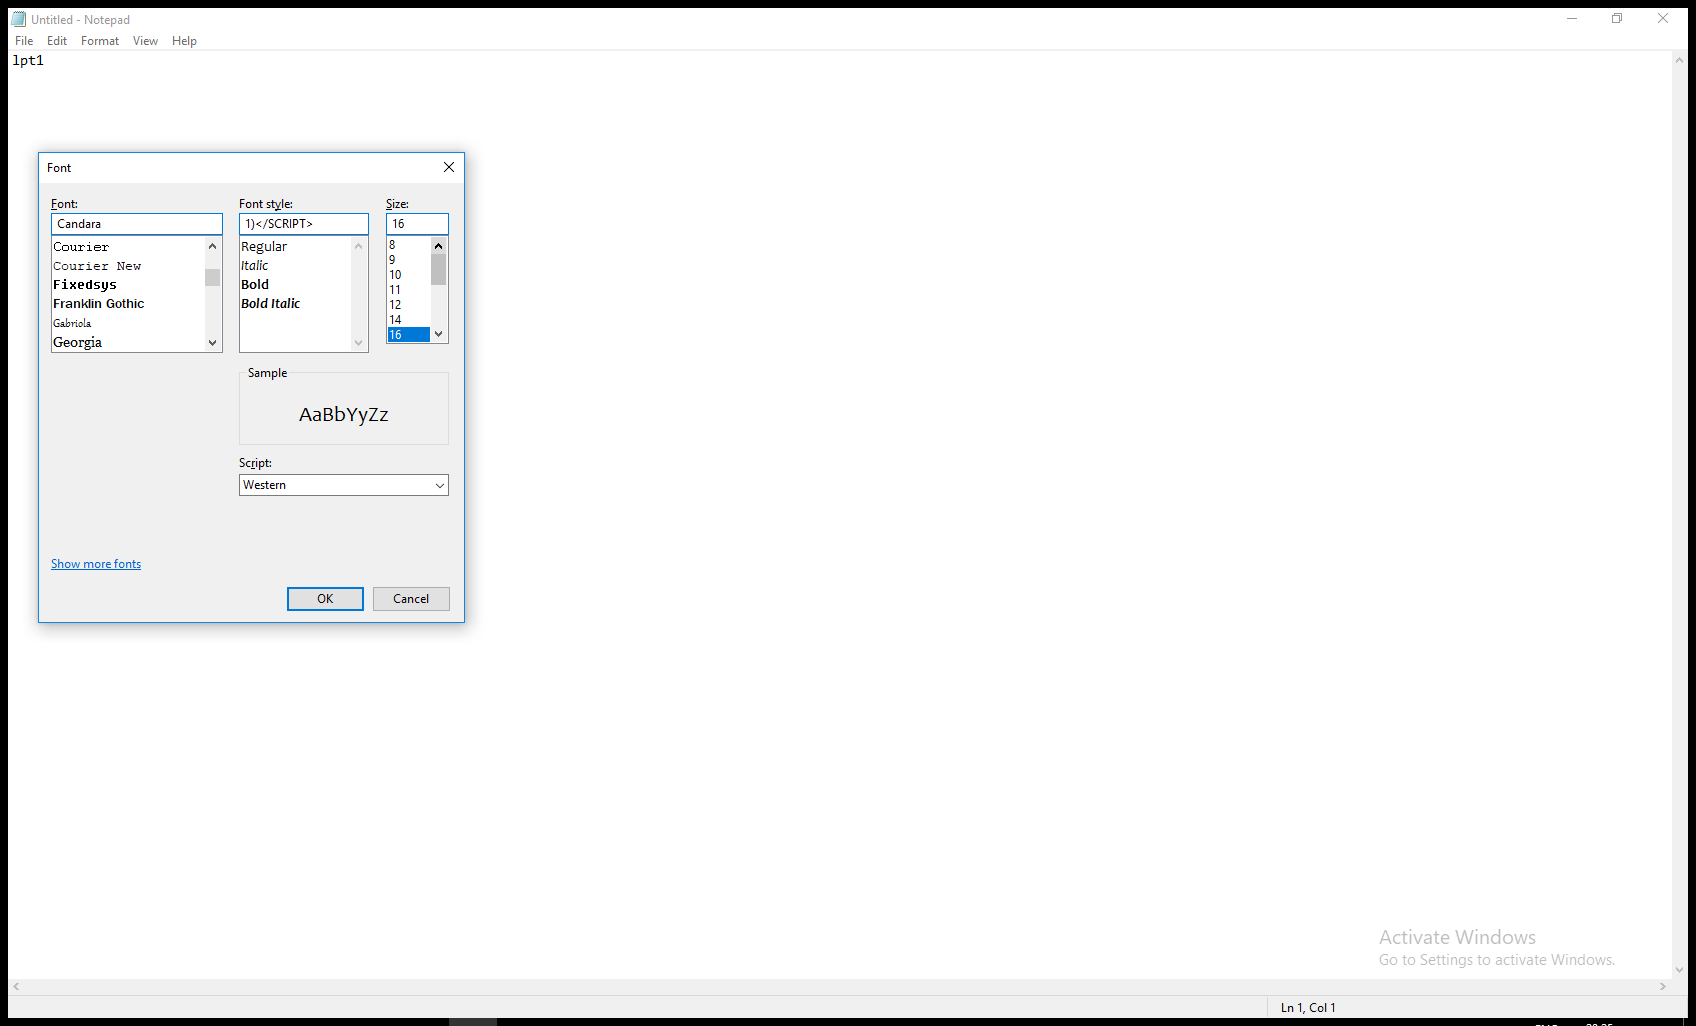 Untitled - Notepad
File Edit Format View Help
lpt1
Font
Font: Font style: Size:
Candara 1)</SCRIPT> 16
Courier Regular 8
Courier New Italic 9
Fixedsys Bold 10
Franklin Gothic Bold Italic 11
Gabriola 12
Georgia 14
16
Sample
AaBbYyZz
Script:
Western
Show more fonts
OK Cancel
Activate Windows
Go to Settings to activate Windows.
Ln 1, Col 1